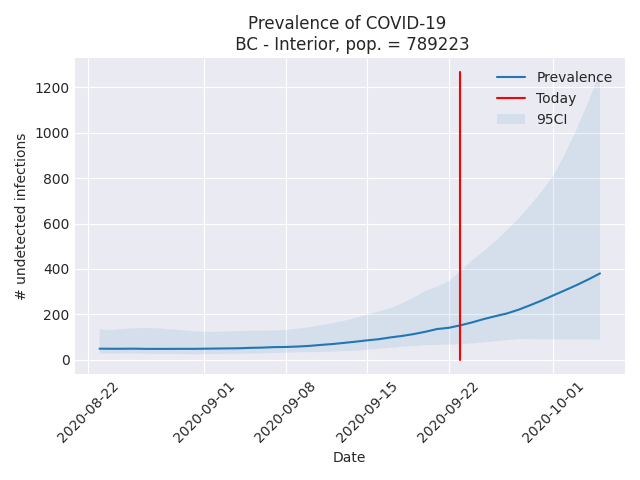 Prevalence of COVID-19
BC - Interior, pop. = 789223
Prevalence
Today
95CI
# undetected infections
1200
1000
800
600
400
200
0
2020-08-22
2020-09-01
2020-09-08
2020-09-15
2020-09-22
2020-10-01
Date